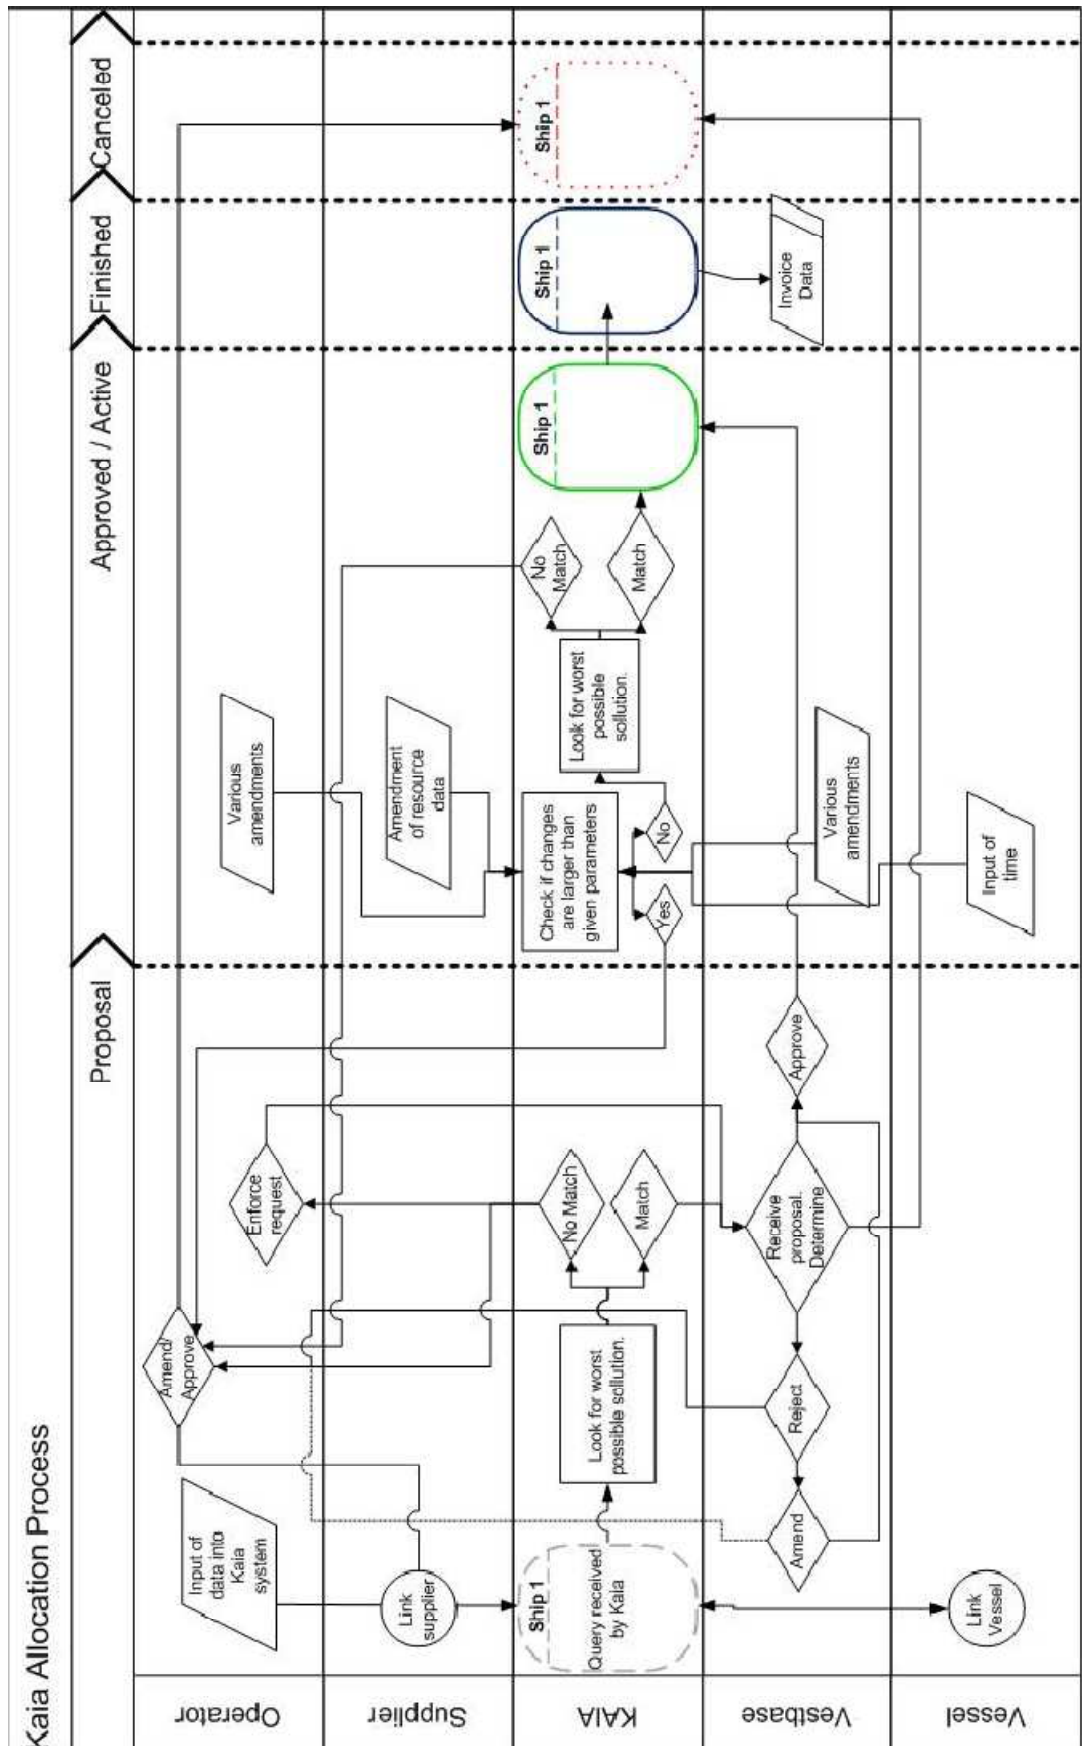 Kaia Allocation Process
Proposal
Approved / Active
Finished
Canceled
Operator
Input of
data into
Kaia
system
Amend/
Approve
Enforce
request
Various
amendments
Supplier
Link
supplier
Amendment
of resource
data
KAIA
Ship 1
Query received
by Kaia
Look for worst
possible sollution.
No Match
Match
Check if changes
are larger than
given parameters
Yes
No
Look for worst
possible
sollution.
No
Match
Match
Ship 1
Ship 1
Ship 1
Vestbase
Amend
Reject
Receive
proposal.
Determine
Approve
Various
amendments
Invoice
Data
Vessel
Link
Vessel
Input of
time